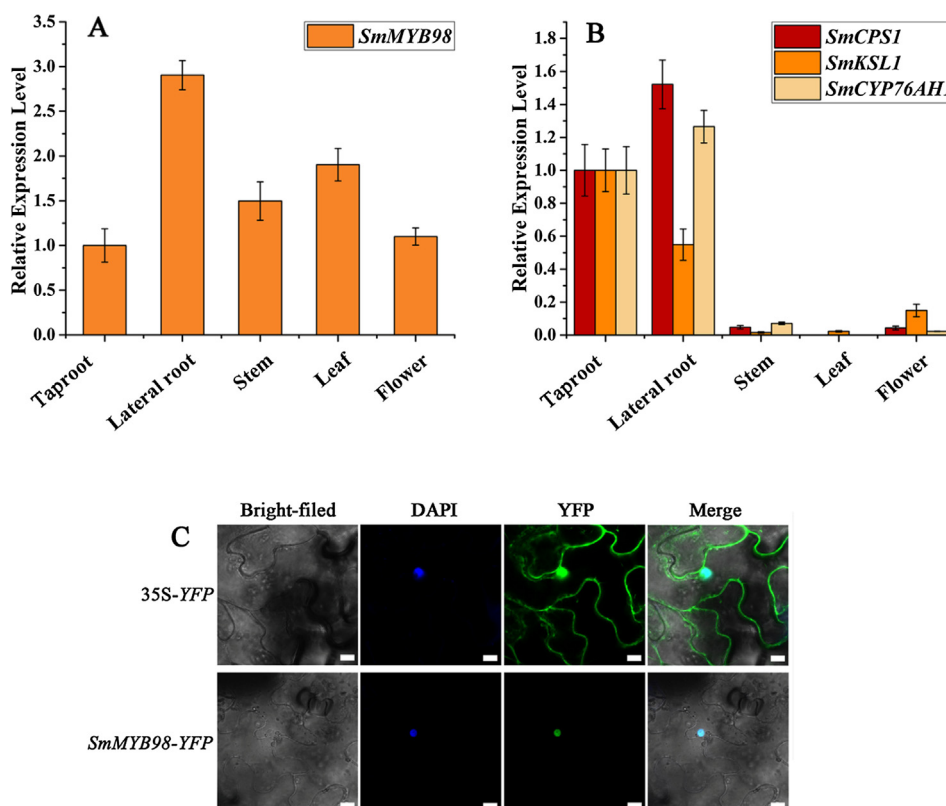 A
SmMYB98
Relative Expression Level
3.5
3.0
2.5
2.0
1.5
1.0
0.5
0.0
Taproot
Lateral root
Stem
Leaf
Flower
B
SmCPS1
SmKSL1
SmCYP76AH1
Relative Expression Level
1.8
1.6
1.4
1.2
1.0
0.8
0.6
0.4
0.2
0.0
Taproot
Lateral root
Stem
Leaf
Flower
C
Bright-filed DAPI YFP Merge
35S-YFP
SmMYB98-YFP